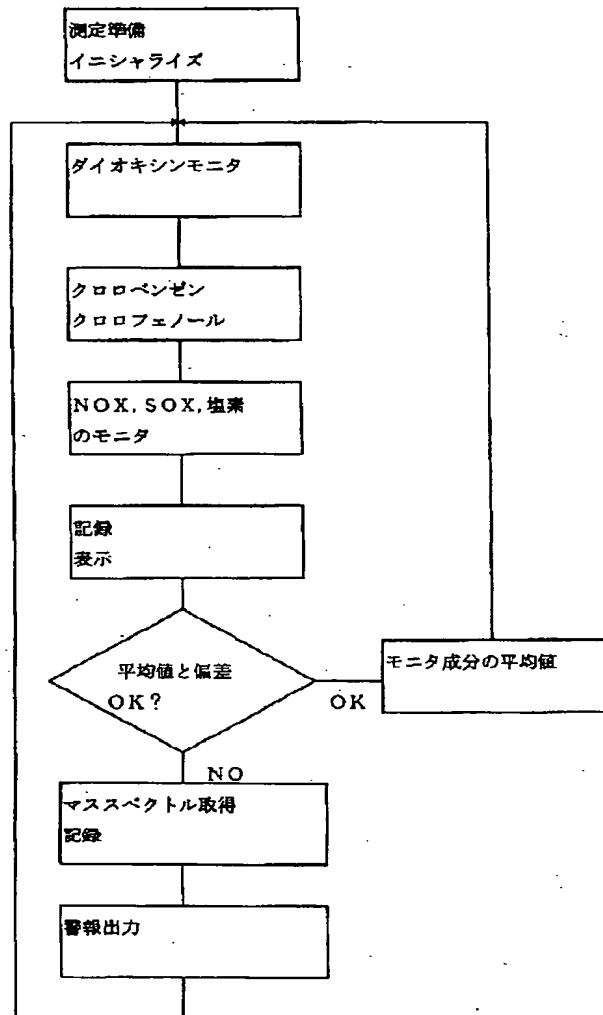 測定準備
イニシャライズ
ダイオキシンモニタ
クロロベンゼン
クロロフェノール
NOX,SOX,塩素
のモニタ
記録
表示
平均値と偏差
OK?
OK
モニタ成分の平均値
NO
マススペクトル取得
記録
警報出力